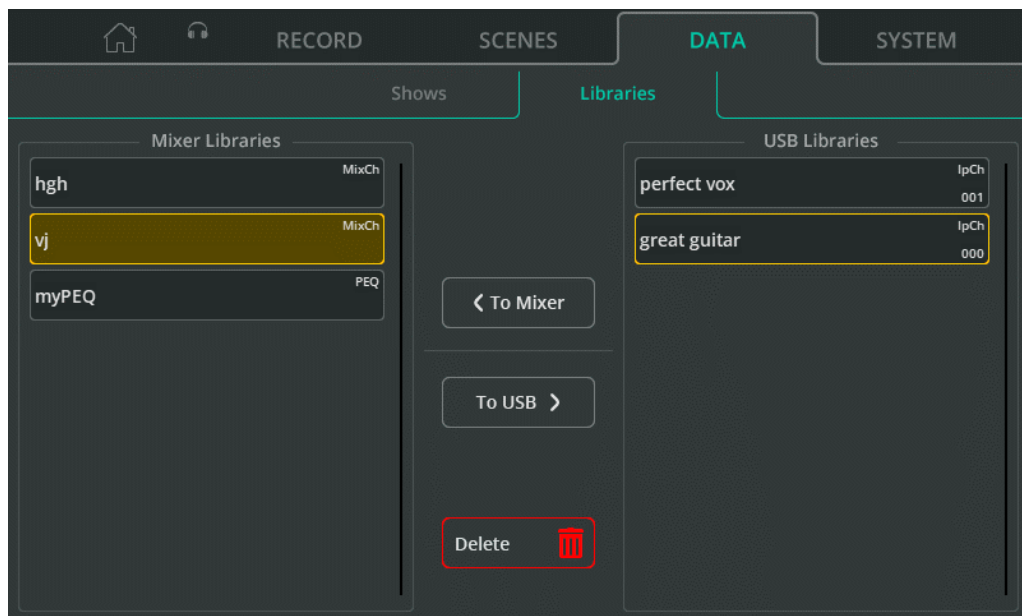 RECORD SCENES DATA SYSTEM
Shows Libraries
Mixer Libraries
hgh MixCh
vj MixCh
myPEQ PEQ
To Mixer
To USB
Delete
USB Libraries
perfect vox IpCh
001
great guitar IpCh
000